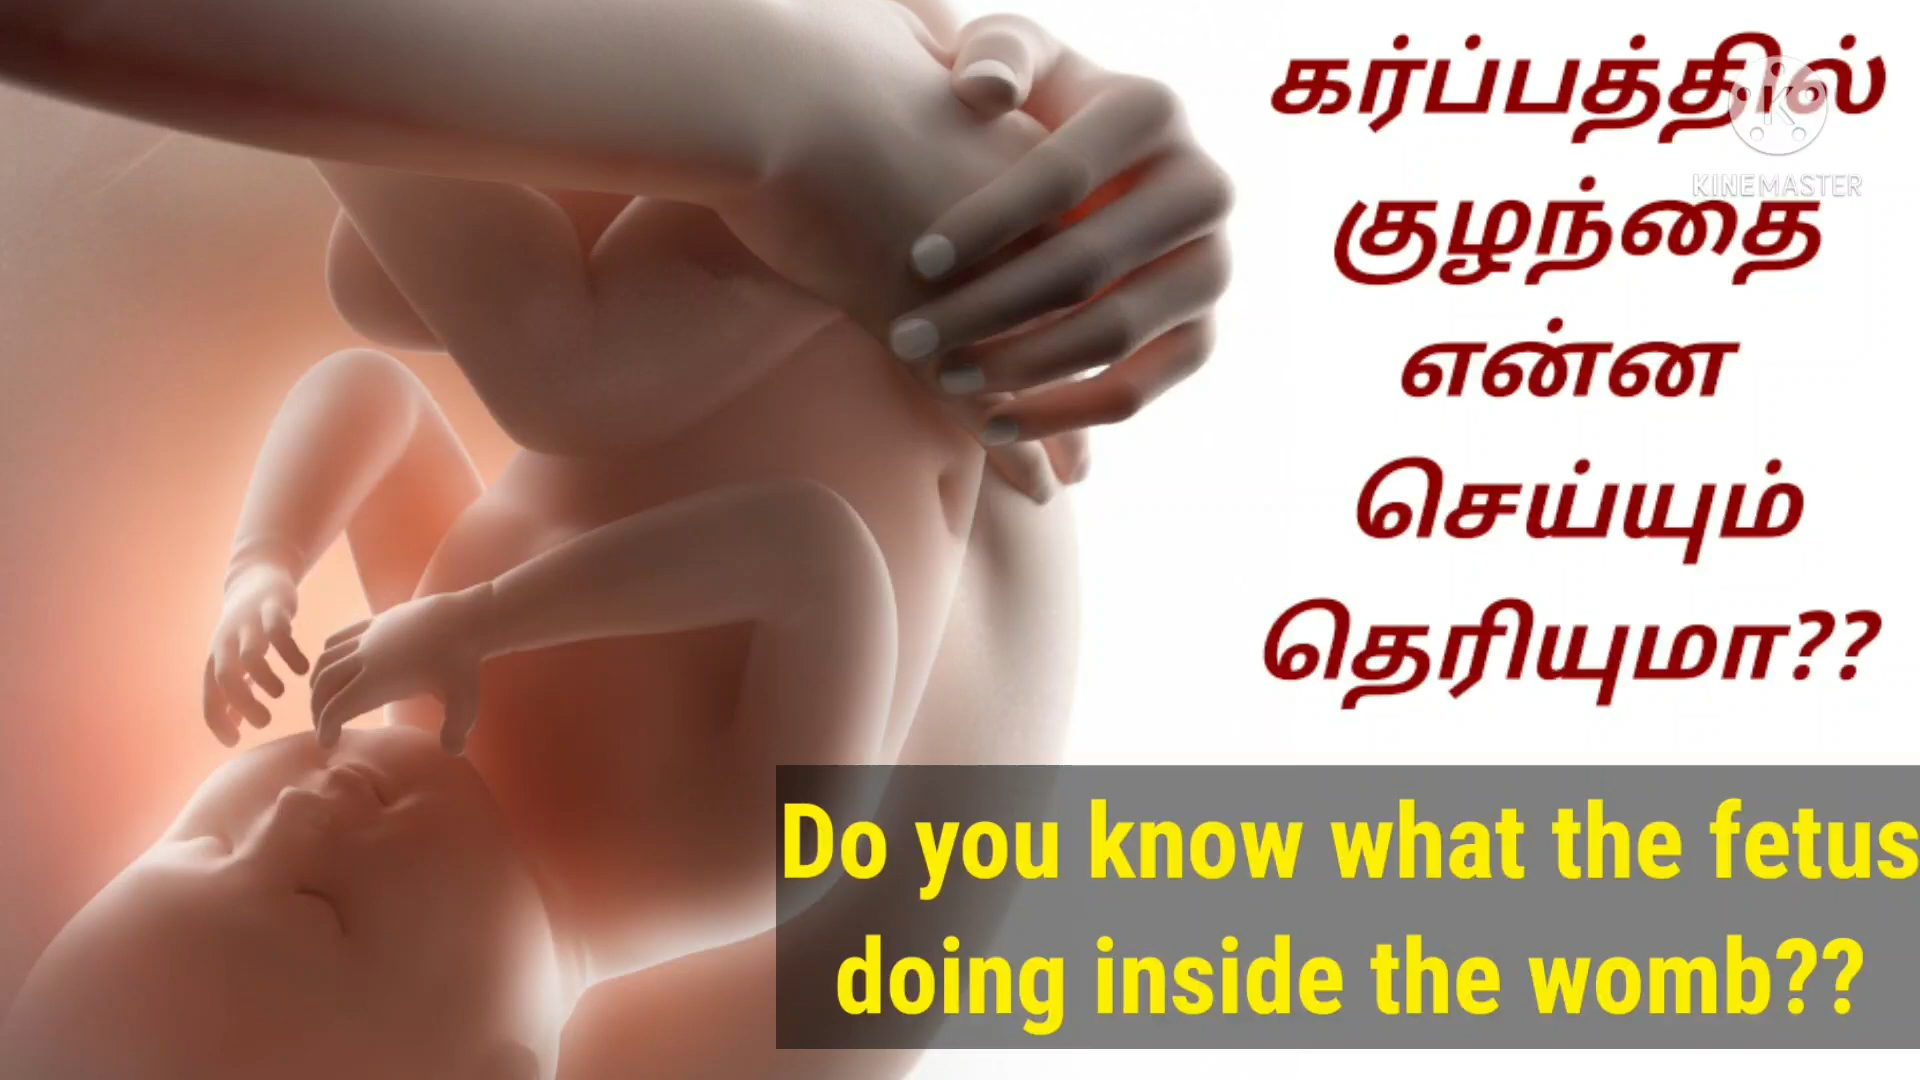 கர்ப்பத்தில்
KINEMASTER
குழந்தை
என்ன
செய்யும்
தெரியுமா??
Do you know what the fetus
doing inside the womb??